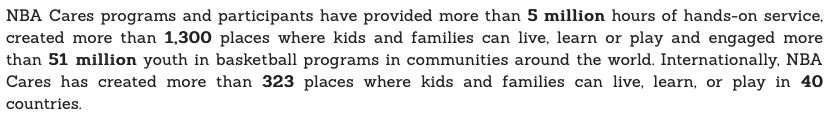 NBA Cares programs and participants have provided more than 5 million hours of hands-on service,
created more than 1,300 places where kids and families can live, learn or play and engaged more
than 51 million youth in basketball programs in communities around the world. Internationally, NBA
Cares has created more than 323 places where kids and families can live, learn, or play in 40
countries.